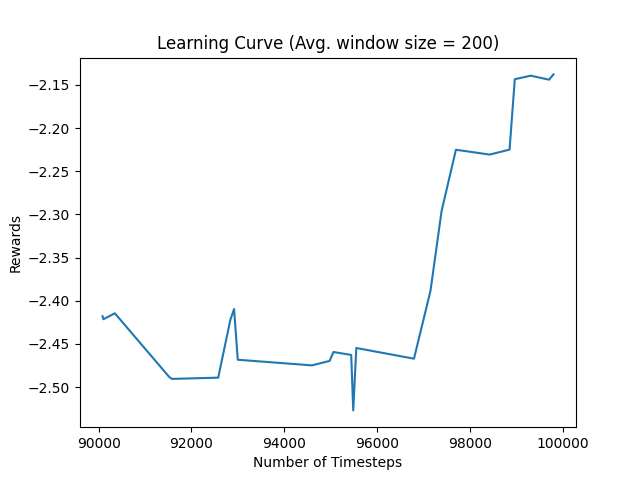 Learning Curve (Avg. window size = 200)
Rewards
−2.15
−2.20
−2.25
−2.30
−2.35
−2.40
−2.45
−2.50
90000 92000 94000 96000 98000 100000
Number of Timesteps